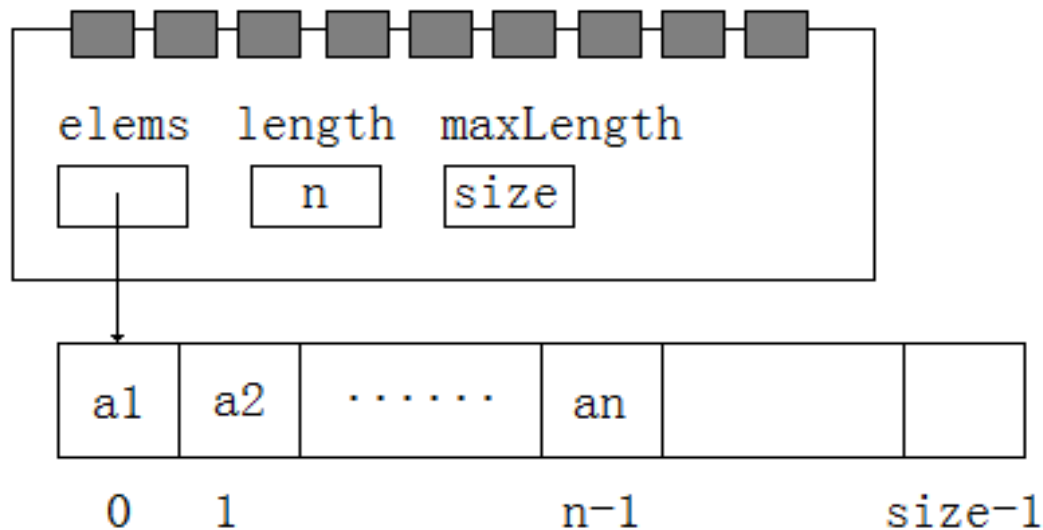 elems length maxLength
n size
a1 a2 ······ an
0 1 n-1 size-1